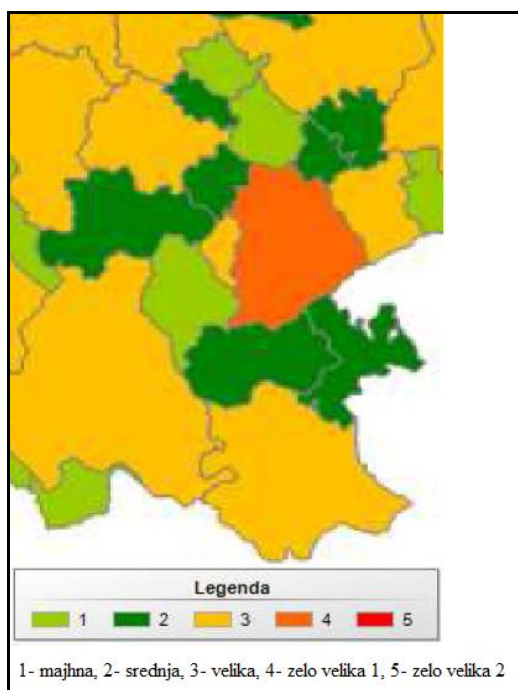 Legenda
1 2 3 4 5
1- majhna, 2- srednja, 3- velika, 4- zelo velika 1, 5- zelo velika 2